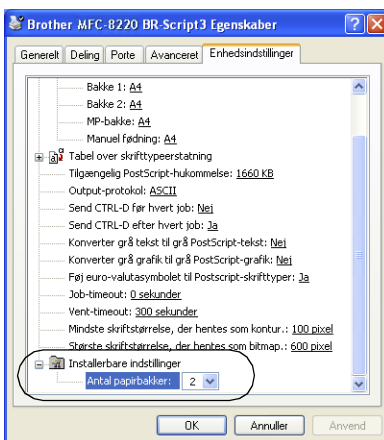 Brother MFC-8220 BR-Script3 Egenskaber
Generelt Deling Porte Avanceret Enhedsindstillinger
Bakke 1: A4
Bakke 2: A4
MP-bakke: A4
Manuel fødning: A4
Tabel over skrifttypeerstatning
Tilgængelig PostScript-hukommelse: 1660 KB
Output-protokol: ASCII
Send CTRL-D før hvert job: Nej
Send CTRL-D efter hvert job: Ja
Konverter grå tekst til grå PostScript-tekst: Nej
Konverter grå grafik til grå PostScript-grafik: Nej
Føj euro-valutasymbolet til Postscript-skrifttyper: Ja
Job-timeout: 0 sekunder
Vent-timeout: 300 sekunder
Mindste skriftstørrelse, der hentes som kontur.: 100 pixel
Største skriftstørrelse, der hentes som bitmap.: 600 pixel
Installerbare indstillinger
Antal papirbakker: 2
OK Annuller Anvend